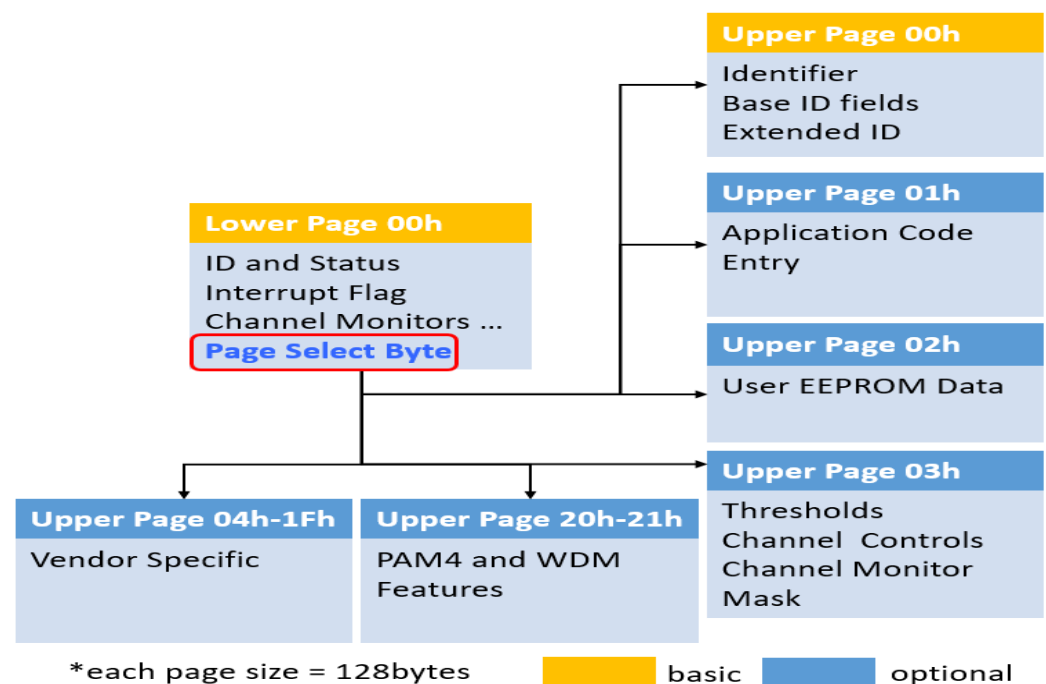 Upper Page 00h
Identifier
Base ID fields
Extended ID
Upper Page 01h
Application Code
Entry
Lower Page 00h
ID and Status
Interrupt Flag
Channel Monitors ...
Page Select Byte
Upper Page 02h
User EEPROM Data
Upper Page 03h
Thresholds
Channel Controls
Channel Monitor
Mask
Upper Page 04h-1Fh
Vendor Specific
Upper Page 20h-21h
PAM4 and WDM
Features
*each page size = 128bytes
basic
optional